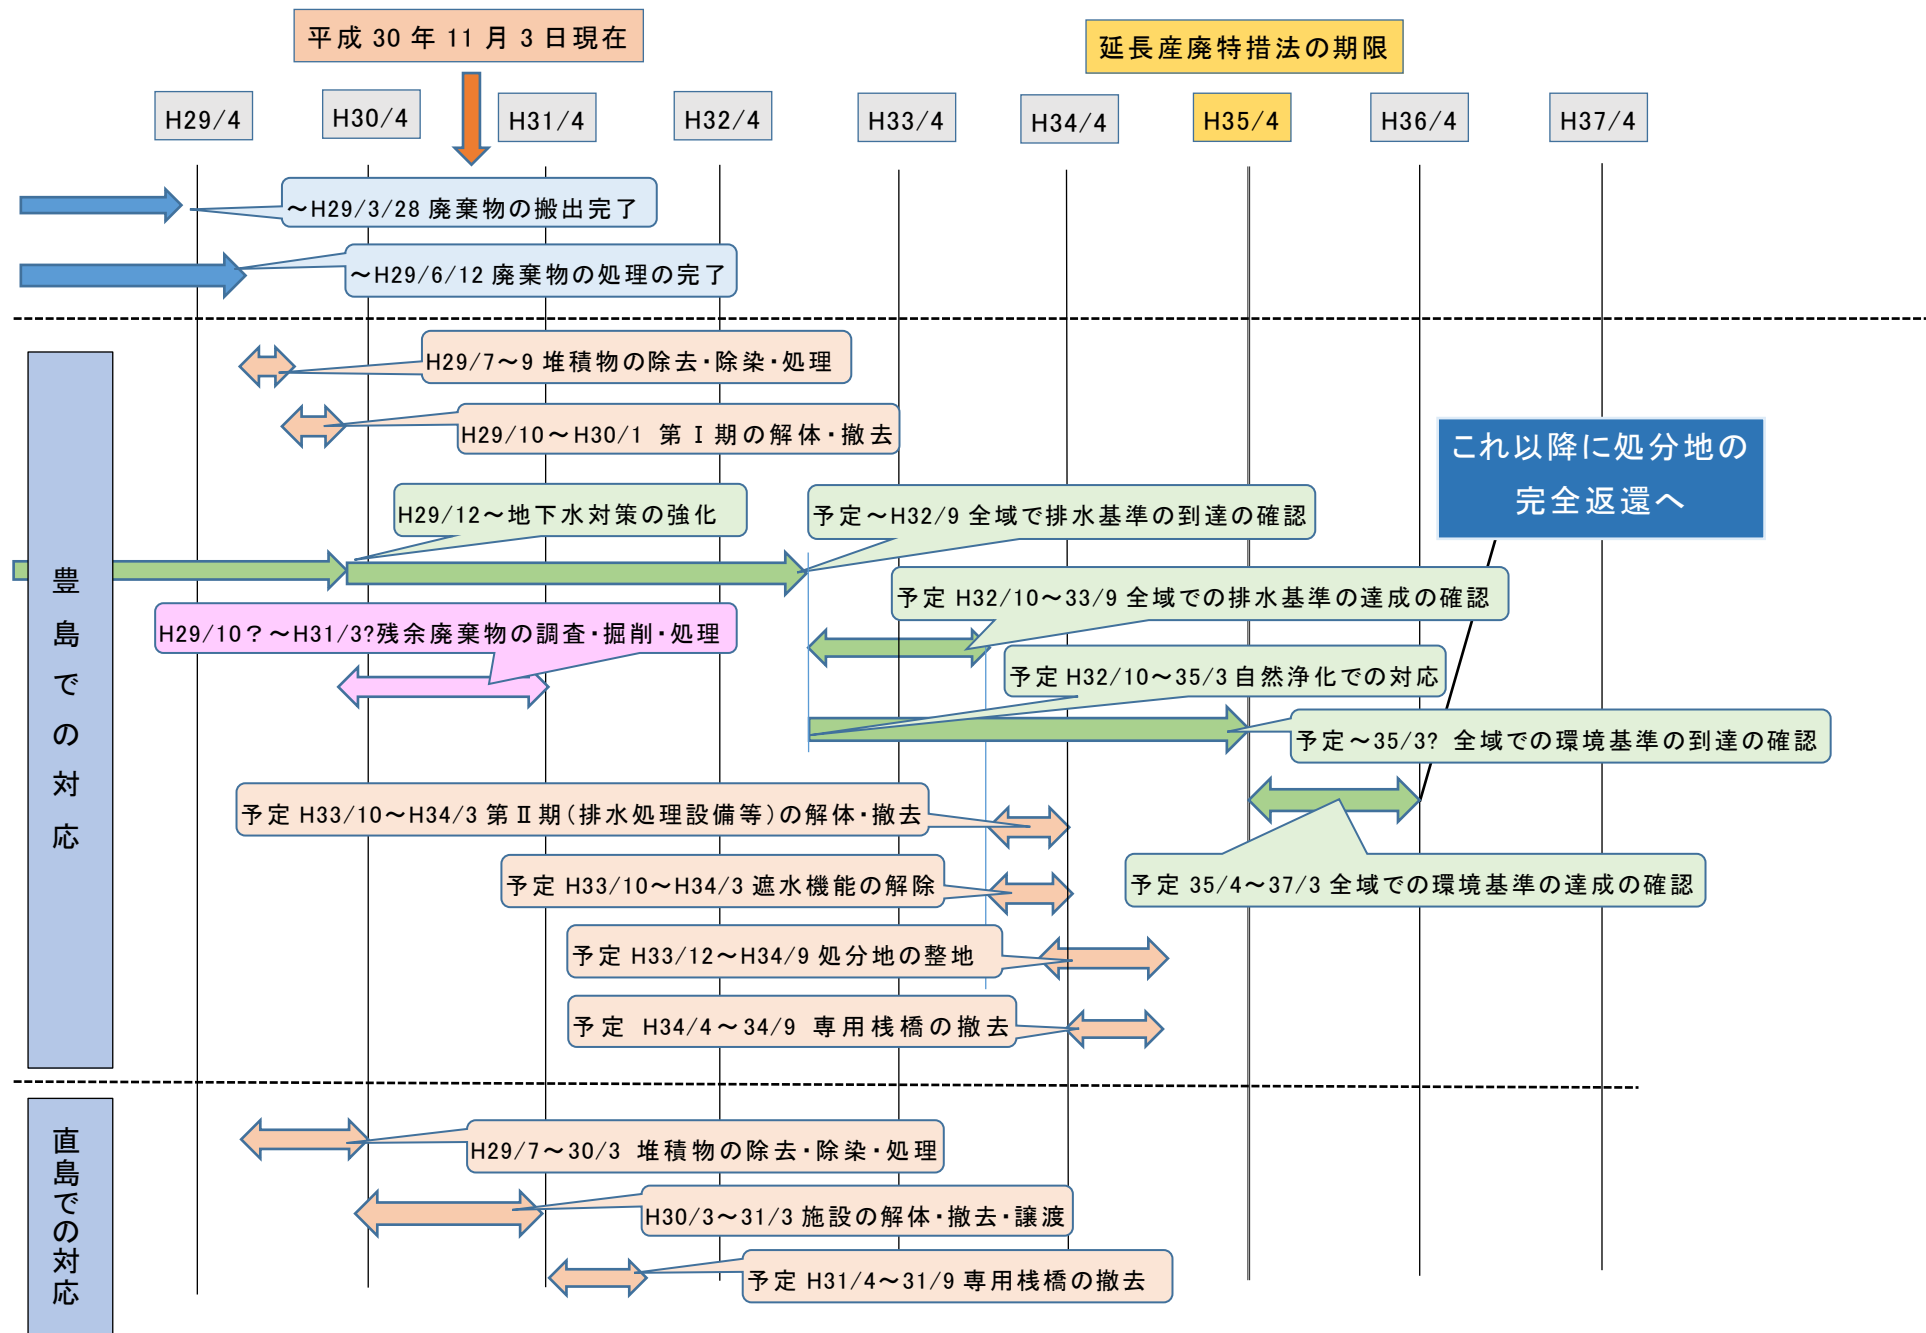 平成 30 年 11 月 3 日現在
延長産廃特措法の期限
H29/4
H30/4
H31/4
H32/4
H33/4
H34/4
H35/4
H36/4
H37/4
～H29/3/28 廃棄物の搬出完了
～H29/6/12 廃棄物の処理の完了
豊島での対応
H29/7～9 堆積物の除去・除染・処理
H29/10～H30/1 第Ⅰ期の解体・撤去
これ以降に処分地の
完全返還へ
H29/12～地下水対策の強化
予定～H32/9 全域で排水基準の到達の確認
予定 H32/10～33/9 全域での排水基準の達成の確認
H29/10？～H31/3?残余廃棄物の調査・掘削・処理
予定 H32/10～35/3 自然浄化での対応
予定～35/3? 全域での環境基準の到達の確認
予定 H33/10～H34/3 第Ⅱ期(排水処理設備等)の解体・撤去
予定 H33/10～H34/3 遮水機能の解除
予定 35/4～37/3 全域での環境基準の達成の確認
予定 H33/12～H34/9 処分地の整地
予定 H34/4～34/9 専用桟橋の撤去
直島での対応
H29/7～30/3 堆積物の除去・除染・処理
H30/3～31/3 施設の解体・撤去・譲渡
予定 H31/4～31/9 専用桟橋の撤去